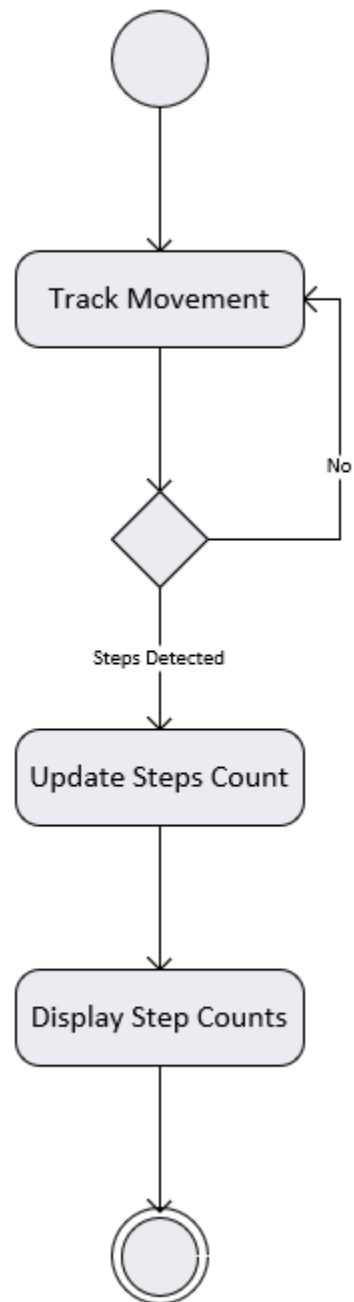 Track Movement
No
Steps Detected
Update Steps Count
Display Step Counts